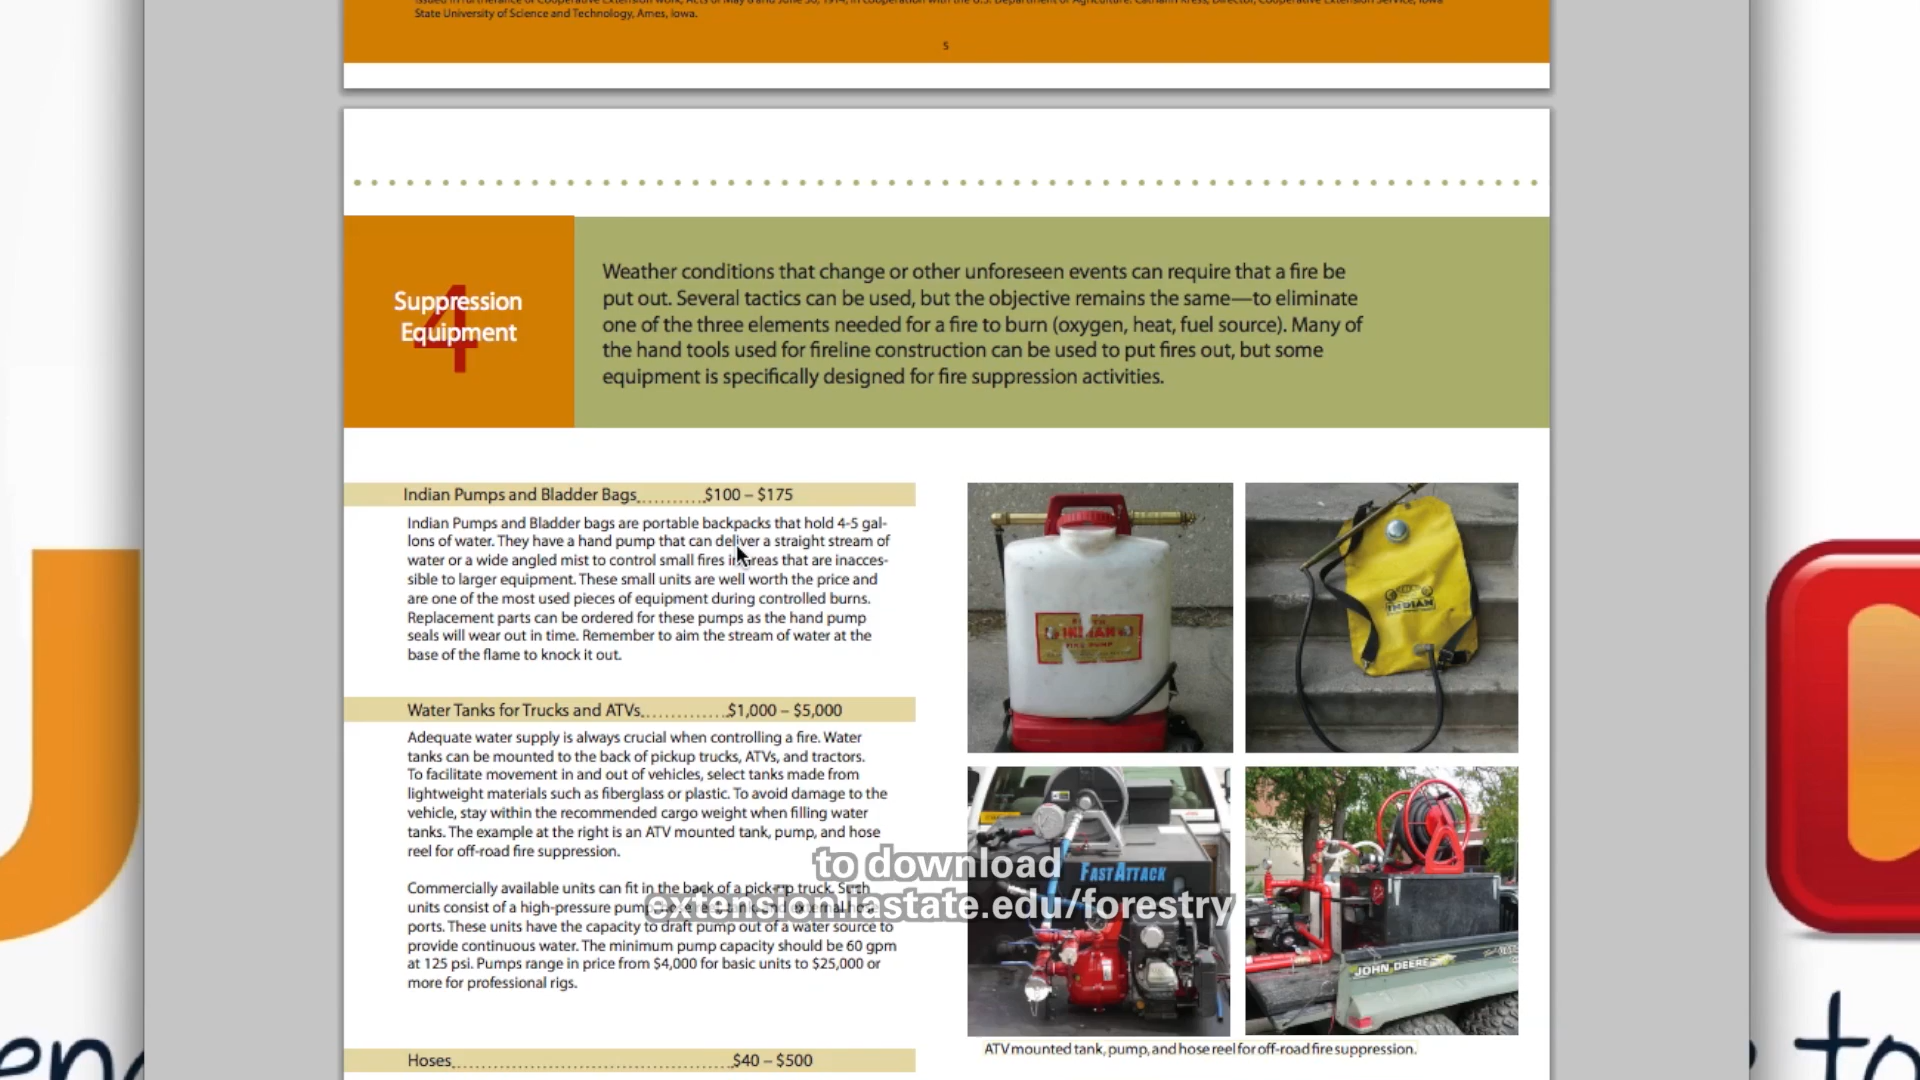 State University of Science and Technology, Ames, Iowa.
5
4
Suppression
Equipment
Weather conditions that change or other unforeseen events can require that a fire be
put out. Several tactics can be used, but the objective remains the same—to eliminate
one of the three elements needed for a fire to burn (oxygen, heat, fuel source). Many of
the hand tools used for fireline construction can be used to put fires out, but some
equipment is specifically designed for fire suppression activities.
Indian Pumps and Bladder Bags..........$100 – $175
Indian Pumps and Bladder bags are portable backpacks that hold 4-5 gal-
lons of water. They have a hand pump that can deliver a straight stream of
water or a wide angled mist to control small fires in areas that are inacces-
sible to larger equipment. These small units are well worth the price and
are one of the most used pieces of equipment during controlled burns.
Replacement parts can be ordered for these pumps as the hand pump
seals will wear out in time. Remember to aim the stream of water at the
base of the flame to knock it out.
Water Tanks for Trucks and ATVs.............$1,000 – $5,000
Adequate water supply is always crucial when controlling a fire. Water
tanks can be mounted to the back of pickup trucks, ATVs, and tractors.
To facilitate movement in and out of vehicles, select tanks made from
lightweight materials such as fiberglass or plastic. To avoid damage to the
vehicle, stay within the recommended cargo weight when filling water
tanks. The example at the right is an ATV mounted tank, pump, and hose
reel for off-road fire suppression.
Commercially available units can fit in the back of a pick-up truck. Such
units consist of a high-pressure pump,
ports. These units have the capacity to draft pump out of a water source to
provide continuous water. The minimum pump capacity should be 60 gpm
at 125 psi. Pumps range in price from $4,000 for basic units to $25,000 or
more for professional rigs.
Hoses..........................................$40 – $500
INDIAN
FIRE PUMP
INDIAN
FASTATTACK
JOHN DEERE
ATV mounted tank, pump, and hose reel for off-road fire suppression.
to download
extension.iastate.edu/forestry
to